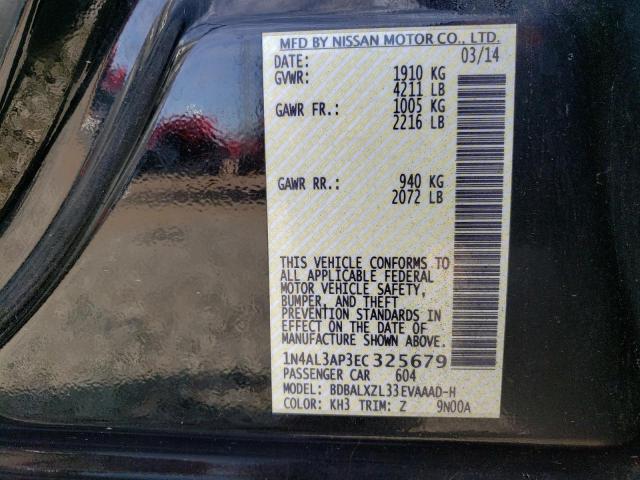 MFD BY NISSAN MOTOR CO., LTD.
DATE: 03/14
GVWR: 1910 KG
4211 LB
GAWR FR.: 1005 KG
2216 LB
GAWR RR.: 940 KG
2072 LB
THIS VEHICLE CONFORMS TO
ALL APPLICABLE FEDERAL
MOTOR VEHICLE SAFETY,
BUMPER, AND THEFT
PREVENTION STANDARDS IN
EFFECT ON THE DATE OF
MANUFACTURE SHOWN ABOVE.
1N4AL3AP3EC 325679
PASSENGER CAR 604
MODEL: BDBALXZL33EVAAAD-H
COLOR: KH3 TRIM: Z 9N00A